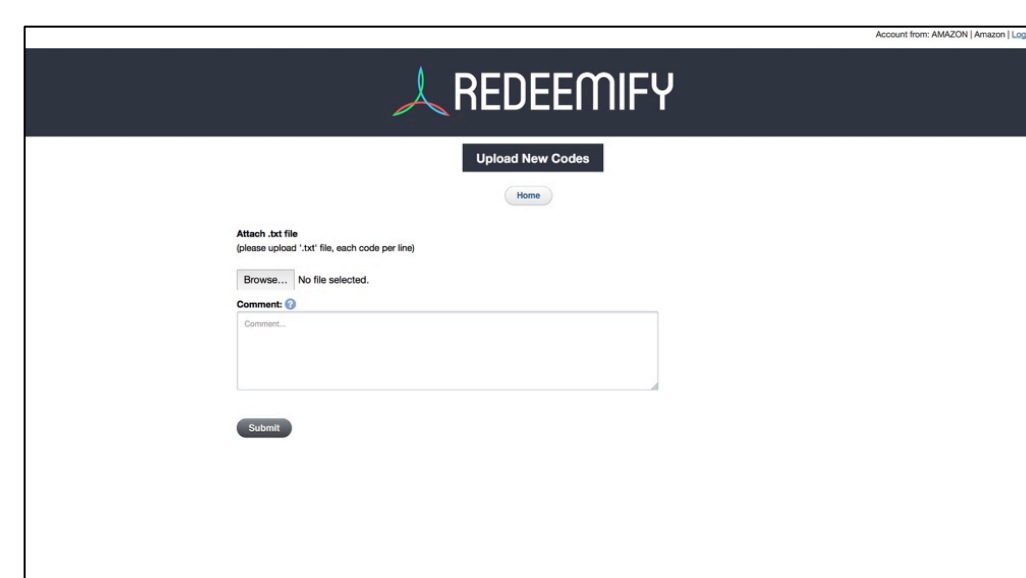 Account from: AMAZON | Amazon | Log
REDEEMIFY
Upload New Codes
Home
Attach .txt file
(please upload '.txt' file, each code per line)
Browse... No file selected.
Comment: ?
Comment...
Submit